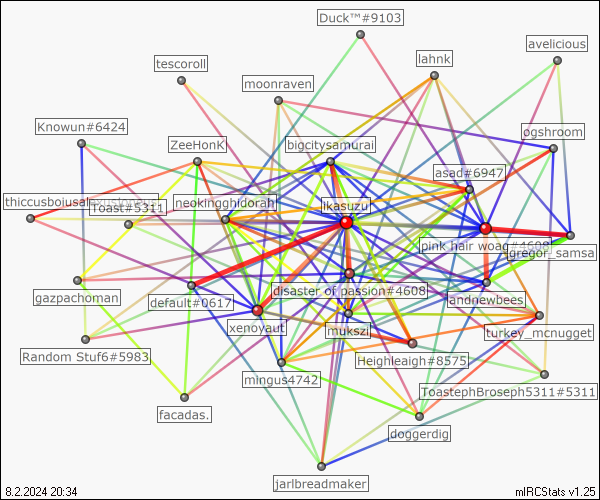 Duck™#9103
avelicious
lahnk
tescoroll
moonraven
Knowun#6424
ogshroom
ZeeHonK
bigcitysamurai
asad#6947
thiccusboiusal
neokingghidorah
ikasuzu
Toast#5311
pink hair woag#4608
gregor_samsa
disaster of passion#4608
gazpachoman
default#0617
andrewbees
xenoyaut
mukszi
turkey_mcnugget
Random Stuf6#5983
Heighleaigh#8575
mingus4742
ToastephBroseph5311#5311
facadas.
doggerdig
jarlbreadmaker
8.2.2024 20:34
mIRCStats v1.25